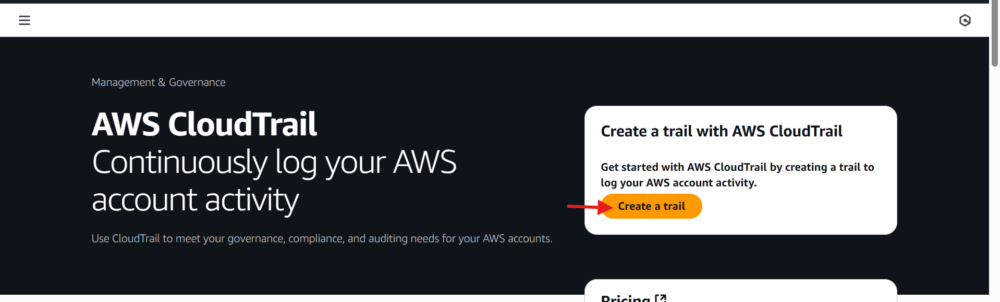 Management & Governance
AWS CloudTrail
Continuously log your AWS
account activity
Use CloudTrail to meet your governance, compliance, and auditing needs for your AWS accounts.
Create a trail with AWS CloudTrail
Get started with AWS CloudTrail by creating a trail to
log your AWS account activity.
Create a trail
Pricing